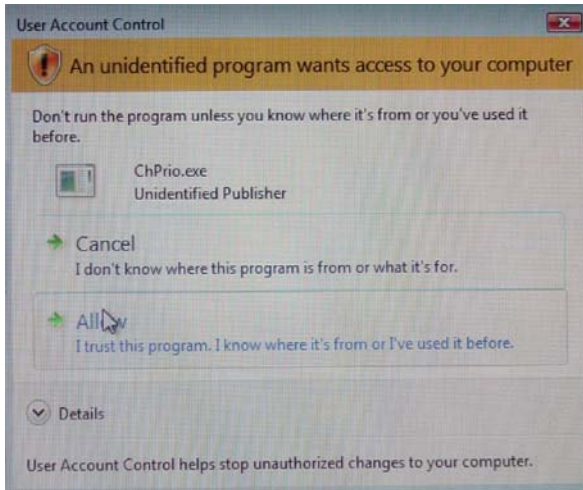 User Account Control
An unidentified program wants access to your computer
Don't run the program unless you know where it's from or you've used it
before.
ChPrio.exe
Unidentified Publisher
Cancel
I don't know where this program is from or what it's for.
Allow
I trust this program. I know where it's from or I've used it before.
Details
User Account Control helps stop unauthorized changes to your computer.